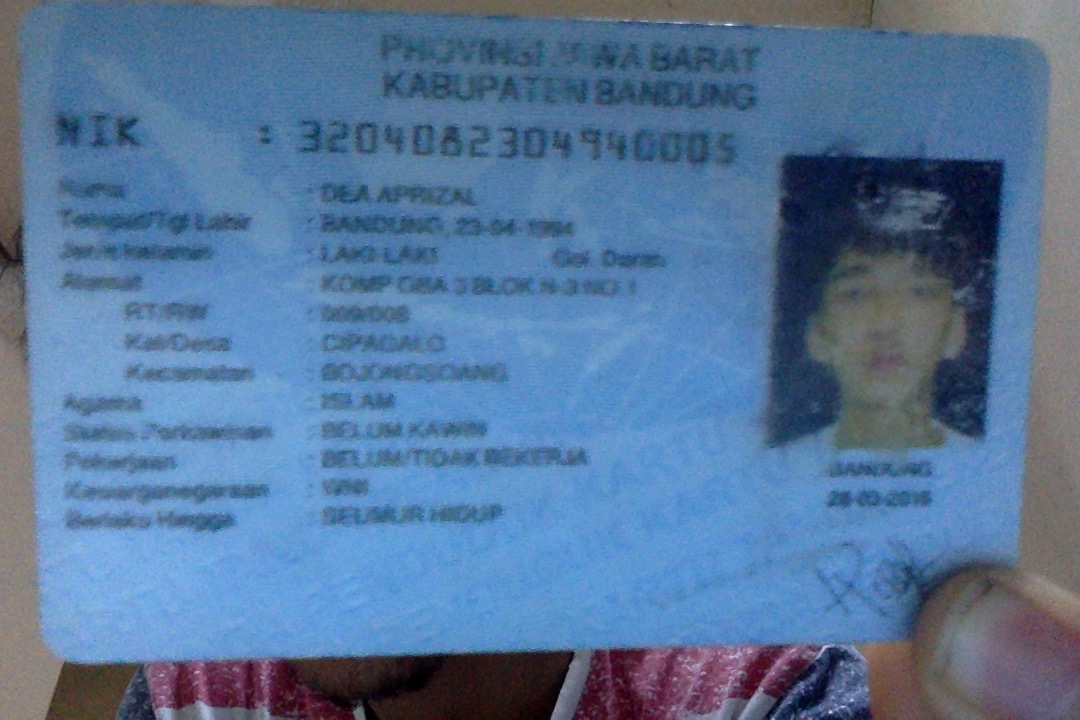 PROVINSI JAWA BARAT
KABUPATEN BANDUNG
NIK : 3204082304940005
Nama : DEA APRIZAL
Tempat/Tgl Lahir : BANDUNG, 23-04-1994
Jenis kelamin : LAKI-LAKI Gol. Darah
Alamat : KOMP GBA 3 BLOK N-3 NO.1
RT/RW : 009/008
Kel/Desa : CIPAGALO
Kecamatan : BOJONGSOANG
Agama : ISLAM
Status Perkawinan : BELUM KAWIN
Pekerjaan : BELUM/TIDAK BEKERJA
Kewarganegaraan : WNI
Berlaku Hingga : SEUMUR HIDUP
BANDUNG
28-03-2016